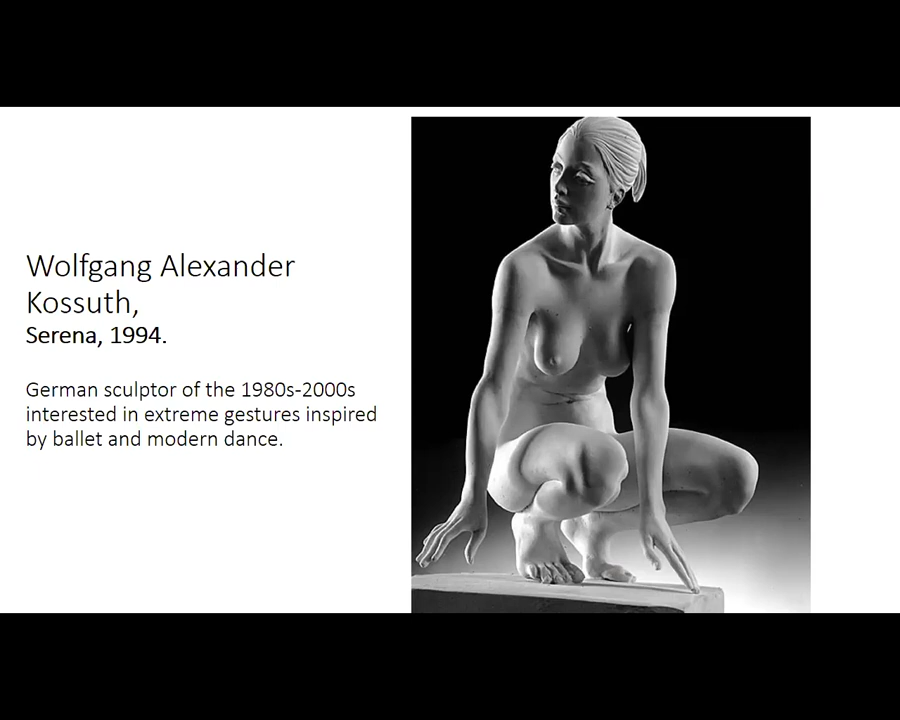 Wolfgang Alexander
Kossuth,
Serena, 1994.
German sculptor of the 1980s-2000s
interested in extreme gestures inspired
by ballet and modern dance.